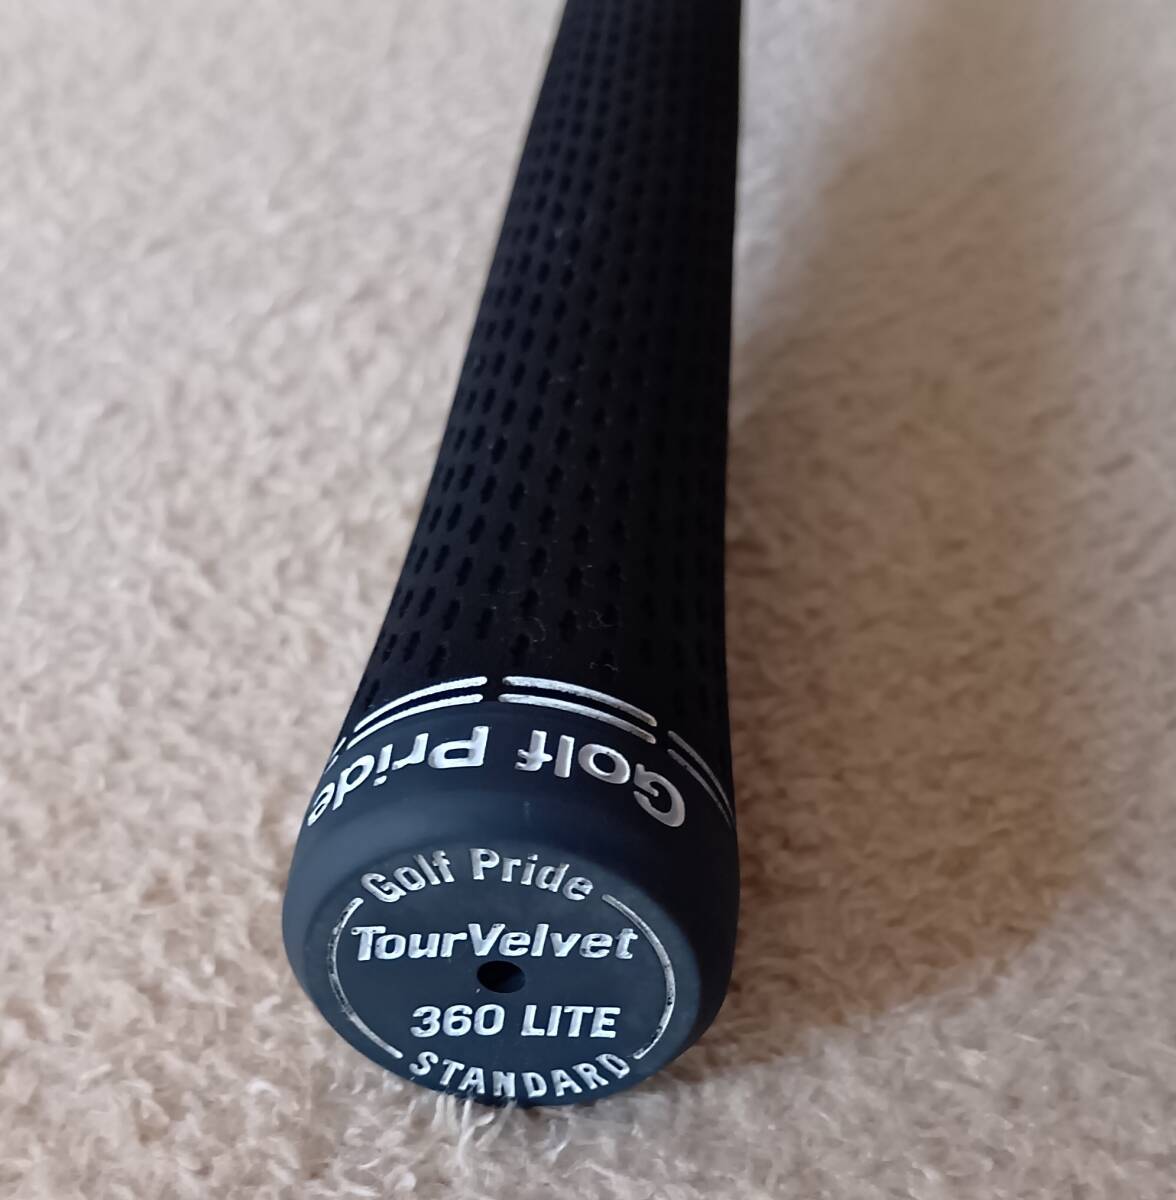 Golf Pride
Golf Pride
TourVelvet
360 LITE
STANDARD